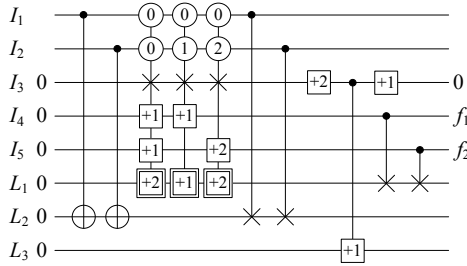 I₁ 0 0 0
I₂ 0 1 2
I₃ 0 +2 +1 0
I₄ 0 +1 +1 f₁
I₅ 0 +1 +2 f₂
L₁ 0 +2 +1 +2
L₂ 0
L₃ 0 +1